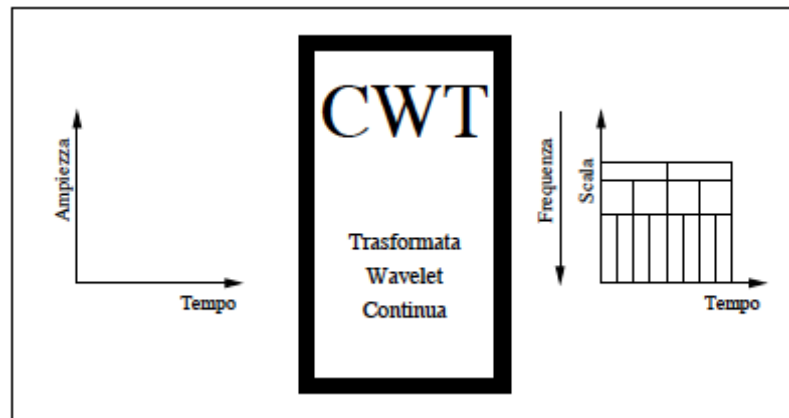 Ampiezza
Tempo
CWT
Trasformata
Wavelet
Continua
Frequenza
Scala
Tempo